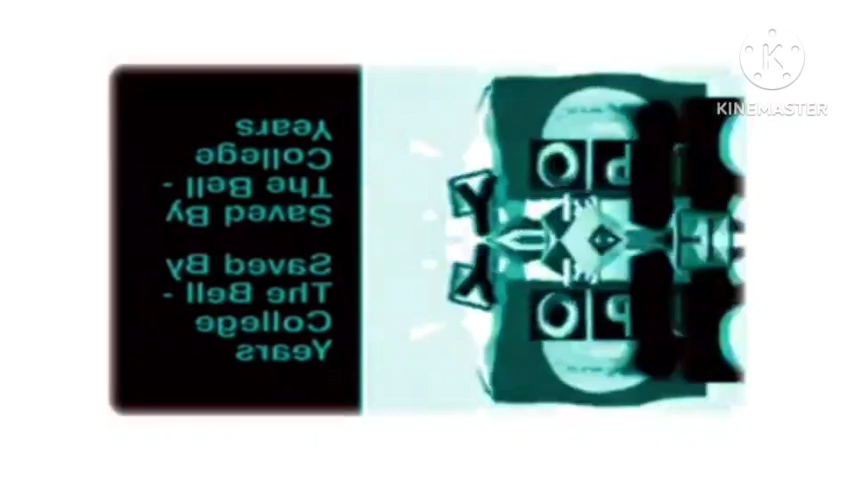 KINEMASTER
K
Years
College
The Bell -
Saved By
Saved By
The Bell -
College
Years
Y
O P
Y
O P